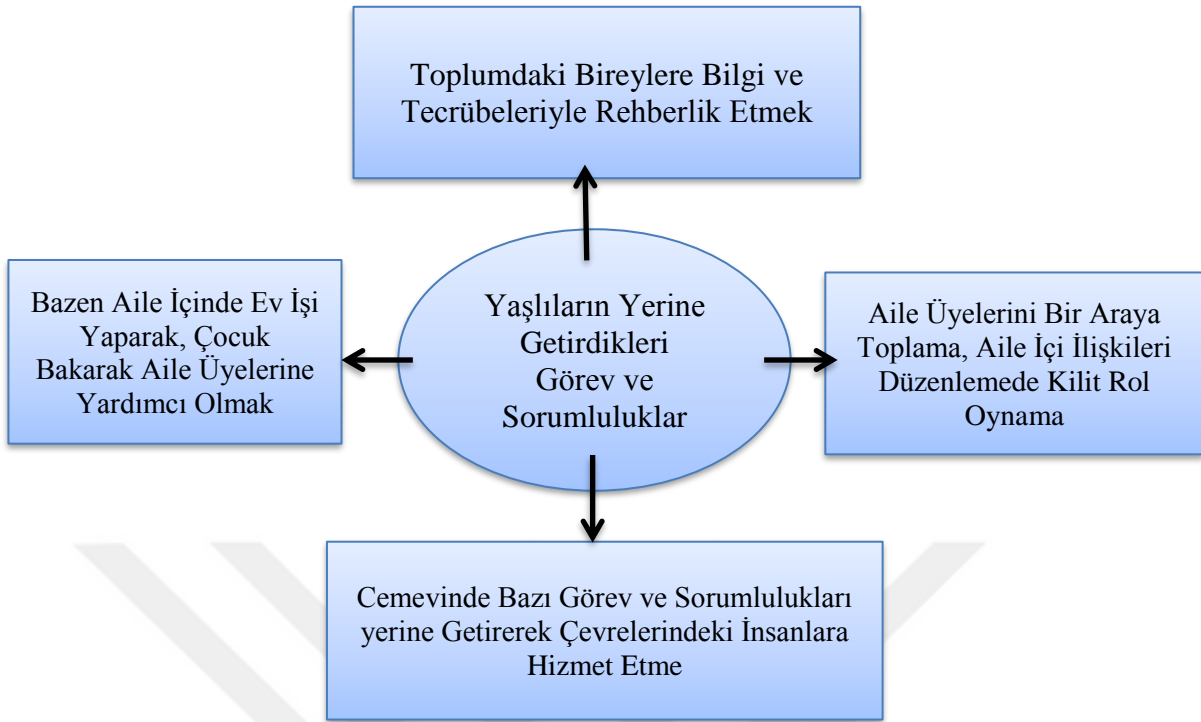 Toplumdaki Bireylere Bilgi ve
Tecrübeleriyle Rehberlik Etmek
Bazen Aile İçinde Ev İşi
Yaparak, Çocuk
Bakarak Aile Üyelerine
Yardımcı Olmak
Yaşlıların Yerine
Getirdikleri
Görev ve
Sorumluluklar
Aile Üyelerini Bir Araya
Toplama, Aile İçi İlişkileri
Düzenlemede Kilit Rol
Oynama
Cemevinde Bazı Görev ve Sorumlulukları
yerine Getirerek Çevrelerindeki İnsanlara
Hizmet Etme